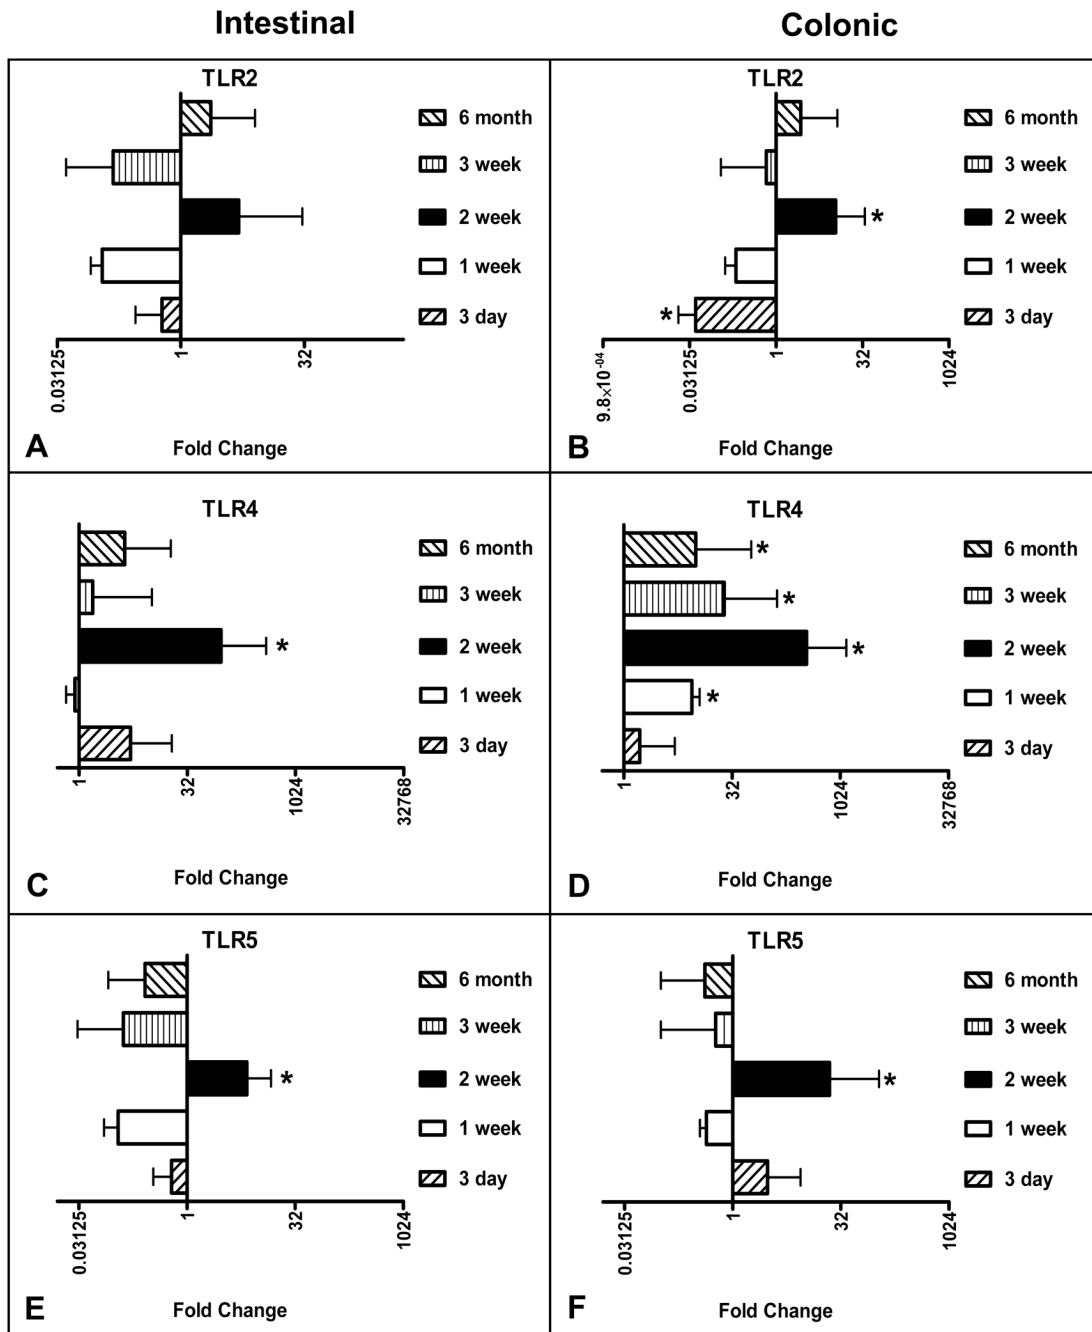 Intestinal
Colonic
TLR2
6 month
3 week
2 week
1 week
3 day
0.03125
1
32
Fold Change
A
TLR2
6 month
3 week
2 week
*
1 week
3 day
*
9.8×10-04
0.03125
1
32
1024
Fold Change
B
TLR4
6 month
3 week
2 week
*
1 week
3 day
1
32
1024
32768
Fold Change
C
TLR4
6 month
*
3 week
*
2 week
*
1 week
*
3 day
1
32
1024
32768
Fold Change
D
TLR5
6 month
3 week
2 week
*
1 week
3 day
0.03125
1
32
1024
Fold Change
E
TLR5
6 month
3 week
2 week
*
1 week
3 day
0.03125
1
32
1024
Fold Change
F